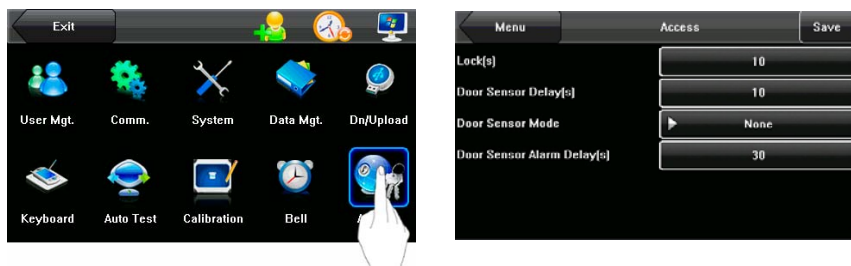 Exit
User Mgt. Comm. System Data Mgt. Dn/Upload
Keyboard Auto Test Calibration Bell
Menu Access Save
Lock(s) 10
Door Sensor Delay(s) 10
Door Sensor Mode None
Door Sensor Alarm Delay(s) 30